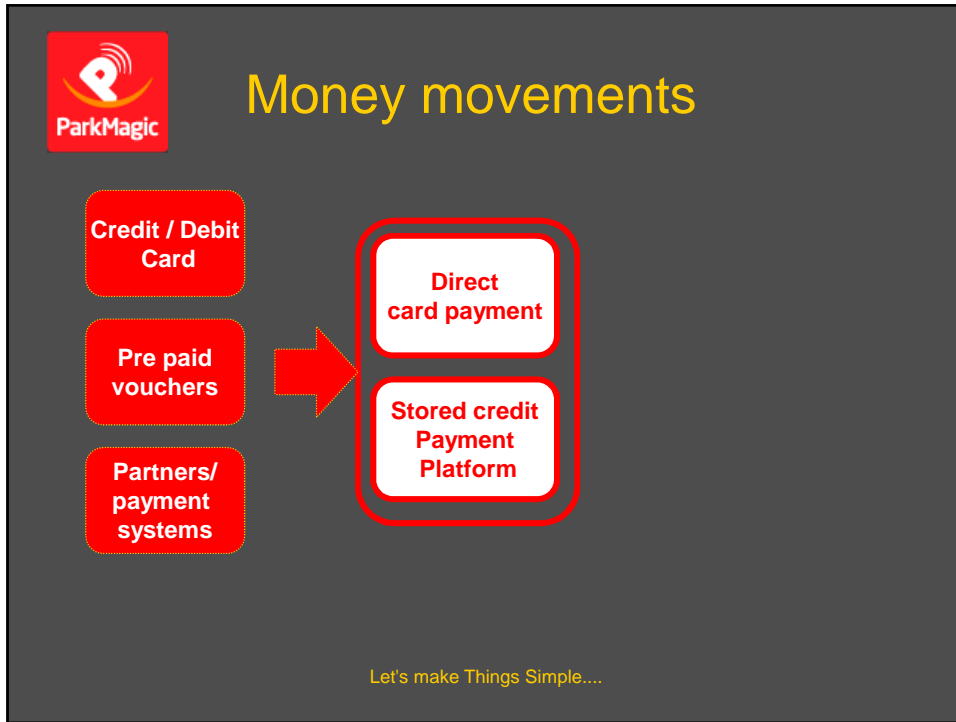 ParkMagic
Money movements
Credit / Debit
Card
Pre paid
vouchers
Partners/
payment
systems
Direct
card payment
Stored credit
Payment
Platform
Let's make Things Simple....